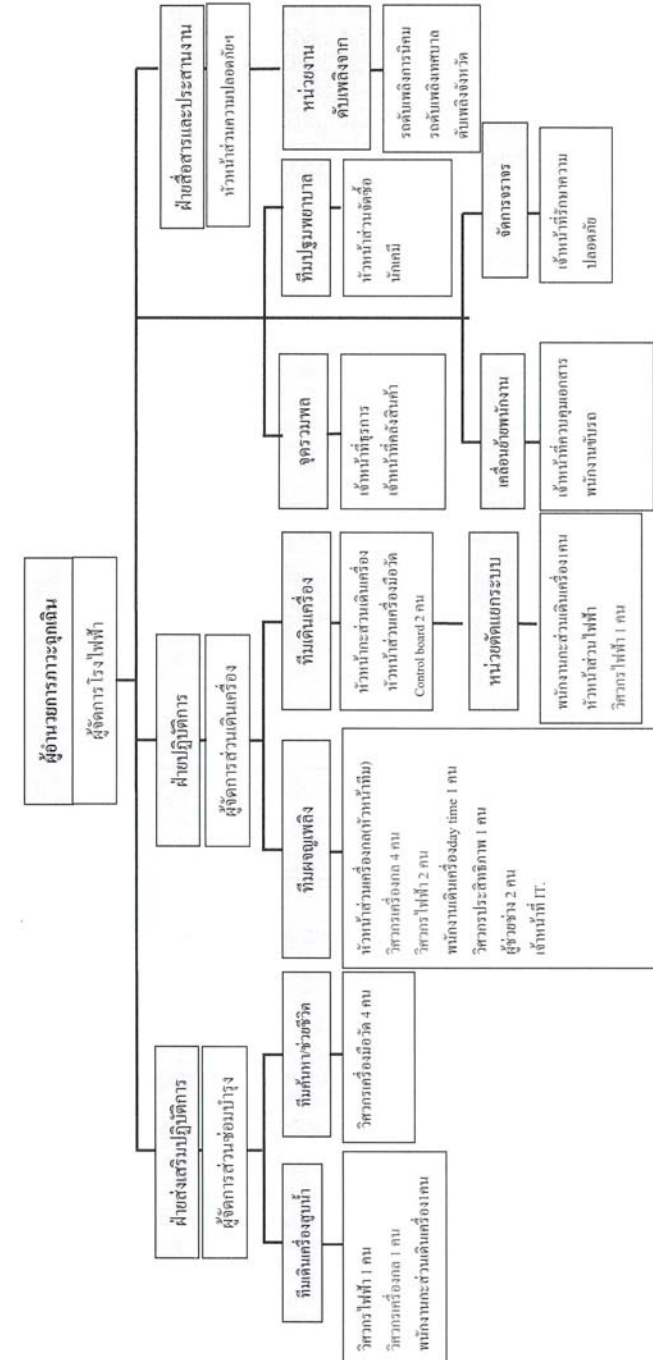 ผู้อำนวยการภาวะฉุกเฉิน
ผู้จัดการโรงไฟฟ้า
ฝ่ายส่งเสริมปฏิบัติการ
ผู้จัดการส่วนซ่อมบำรุง
ทีมเดินเครื่องสูบน้ำ
วิศวกรไฟฟ้า 1 คน
วิศวกรเครื่องกล 1 คน
พนักงานกะส่วนเดินเครื่อง1คน
ทีมค้นหา/ช่วยชีวิต
วิศวกรเครื่องมือวัด 4 คน
ฝ่ายปฏิบัติการ
ผู้จัดการส่วนเดินเครื่อง
ทีมผจญเพลิง
หัวหน้าส่วนเครื่องกล(หัวหน้าทีม)
วิศวกรเครื่องกล 4 คน
วิศวกรไฟฟ้า 2 คน
พนักงานเดินเครื่องday time 1 คน
วิศวกรประสิทธิภาพ 1 คน
ผู้ช่วยช่าง 2 คน
เจ้าหน้าที่ IT.
ทีมเดินเครื่อง
หัวหน้ากะส่วนเดินเครื่อง
หัวหน้าส่วนเครื่องมือวัด
Control board 2 คน
หน่วยตัดแยกระบบ
พนักงานกะส่วนเดินเครื่อง1คน
หัวหน้าส่วนไฟฟ้า
วิศวกรไฟฟ้า 1 คน
จุดรวมพล
เจ้าหน้าที่ธุรการ
เจ้าหน้าที่คลังสินค้า
ทีมปฐมพยาบาล
หัวหน้าส่วนจัดซื้อ
นักเคมี
เคลื่อนย้ายพนักงาน
เจ้าหน้าที่ควบคุมเอกสาร
พนักงานขับรถ
จัดการจราจร
เจ้าหน้าที่รักษาความ
ปลอดภัย
ฝ่ายสื่อสารและประสานงาน
หัวหน้าส่วนความปลอดภัยฯ
หน่วยงาน
ดับเพลิงจาก
รถดับเพลิงการนิคม
รถดับเพลิงเทศบาล
ดับเพลิงจังหวัด